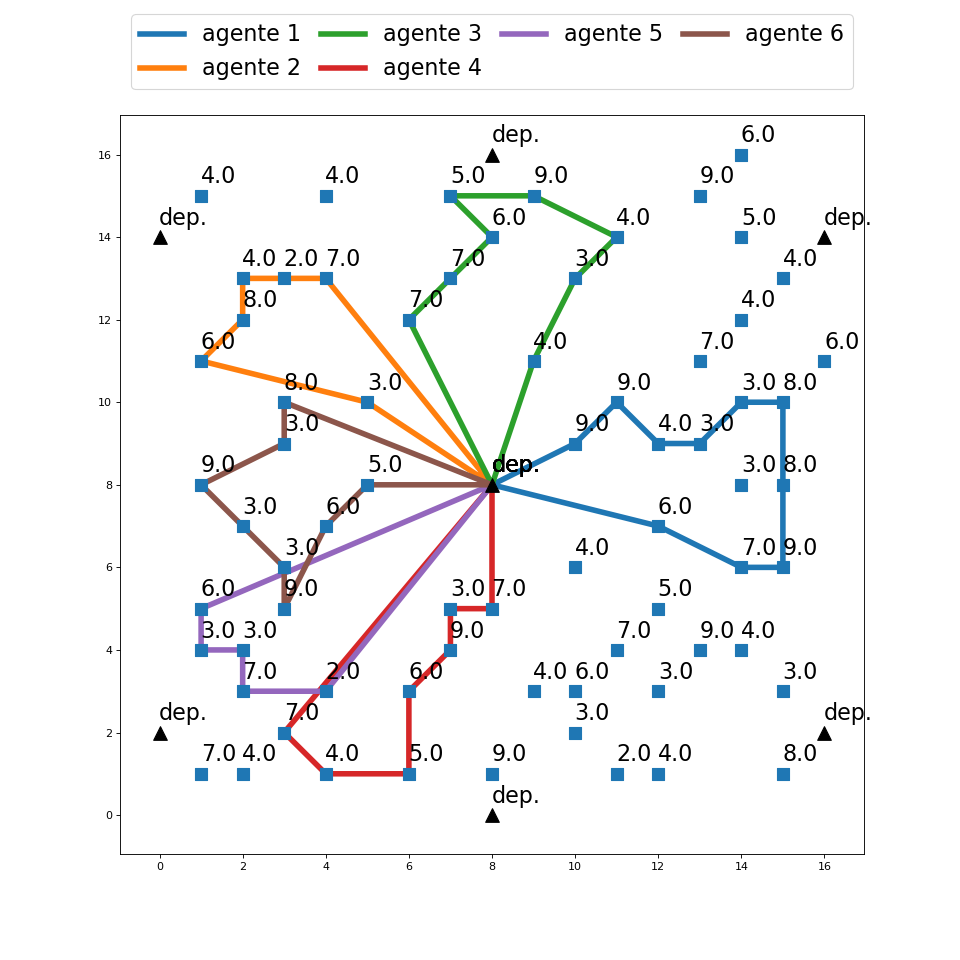 agente 1 agente 3 agente 5 agente 6
agente 2 agente 4
dep. 6.0
16
4.0 4.0 5.0 9.0 9.0
dep. 6.0 4.0 5.0 dep.
14
4.0 2.0 7.0 7.0 3.0 4.0
8.0 7.0 4.0
12
6.0 4.0 7.0 6.0
8.0 3.0 9.0 3.0 8.0
10
3.0 9.0 4.0 3.0
9.0 5.0 dep. 3.0 8.0
8
3.0 6.0 6.0
3.0 4.0 7.0 9.0
6
6.0 9.0 3.0 7.0 5.0
3.0 3.0 9.0 7.0 9.0 4.0
4
7.0 2.0 6.0 4.0 6.0 3.0 3.0
dep. 7.0 3.0 dep.
2
7.0 4.0 4.0 5.0 9.0 2.0 4.0 8.0
dep.
0
0 2 4 6 8 10 12 14 16